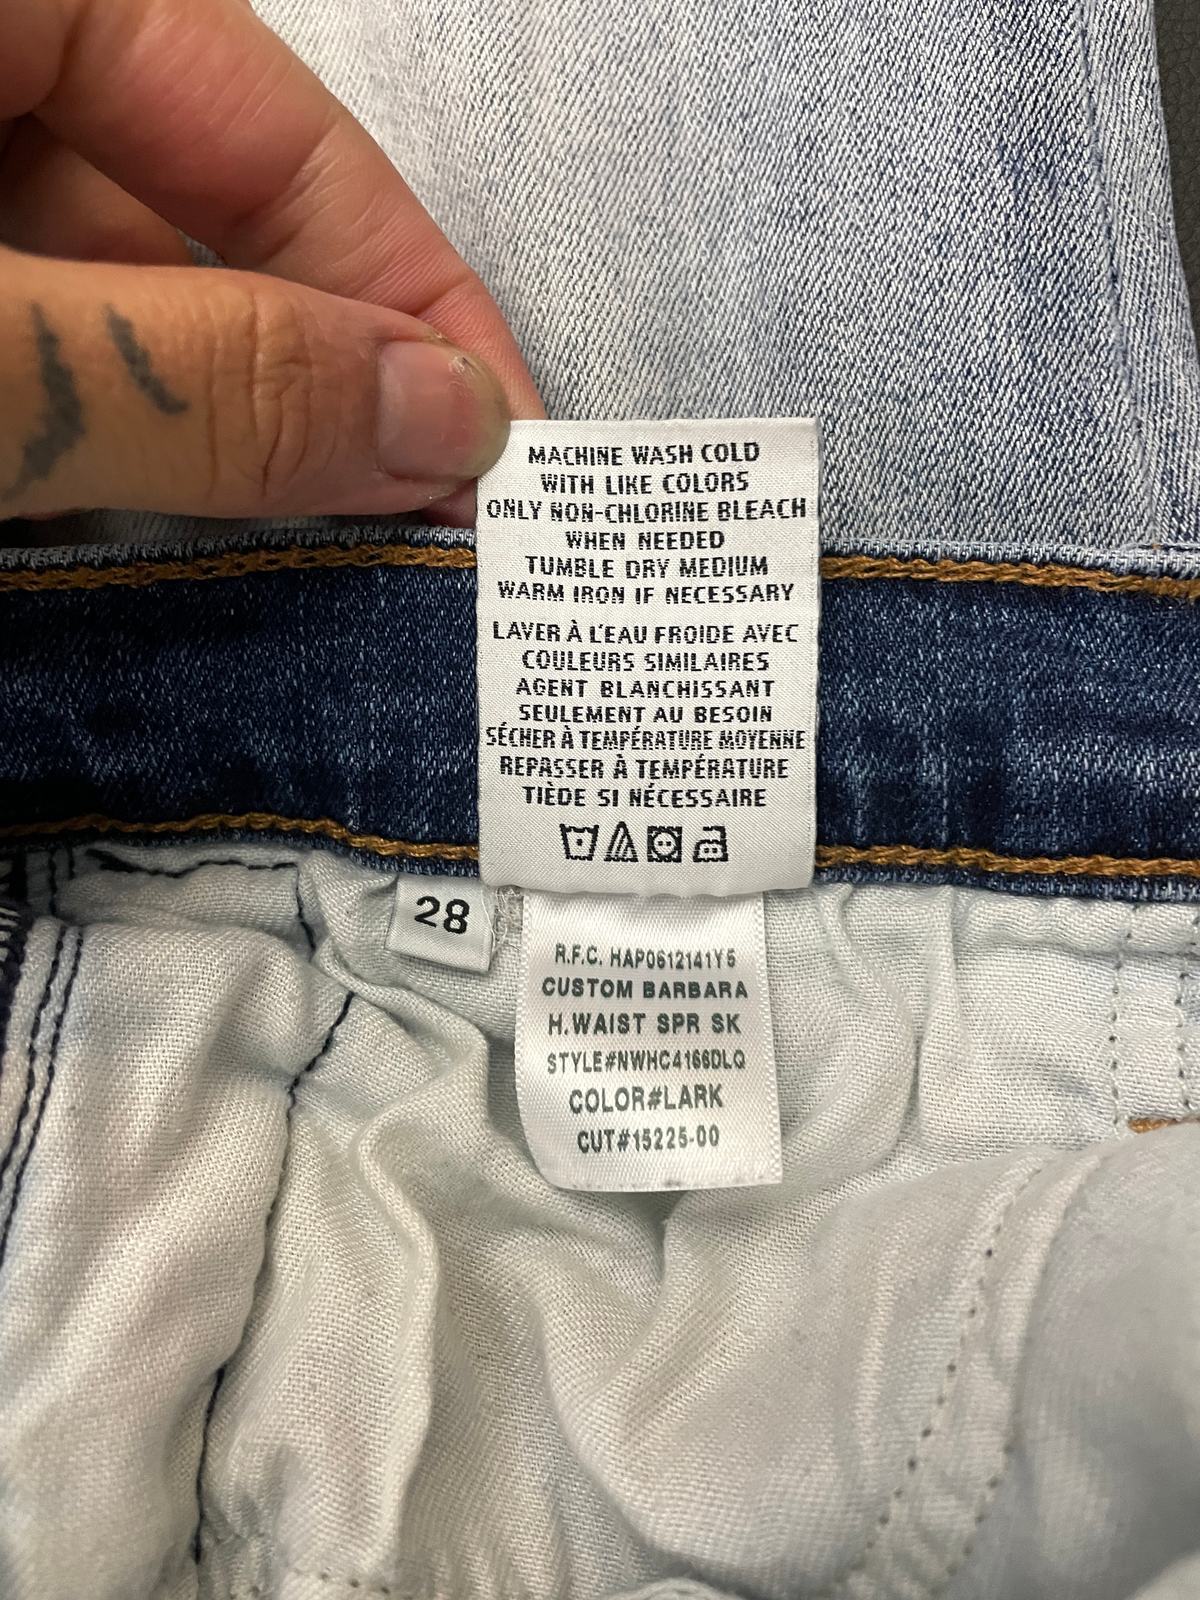 MACHINE WASH COLD
WITH LIKE COLORS
ONLY NON-CHLORINE BLEACH
WHEN NEEDED
TUMBLE DRY MEDIUM
WARM IRON IF NECESSARY
LAVER À L'EAU FROIDE AVEC
COULEURS SIMILAIRES
AGENT BLANCHISSANT
SEULEMENT AU BESOIN
SÉCHER À TEMPÉRATURE MOYENNE
REPASSER À TEMPÉRATURE
TIÈDE SI NÉCESSAIRE
28
R.F.C. HAP0612141Y5
CUSTOM BARBARA
H.WAIST SPR SK
STYLE#NWHC4166DLQ
COLOR#LARK
CUT#15225-00